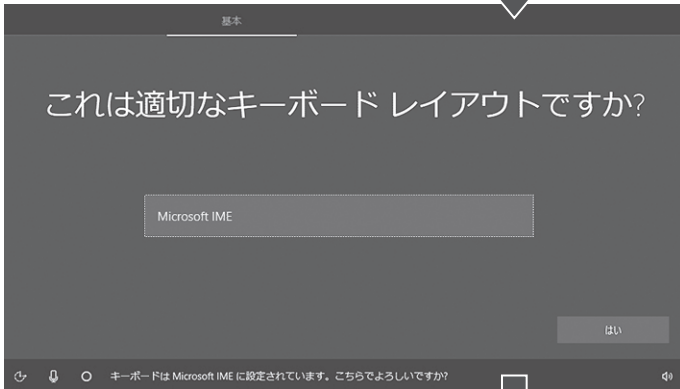 基本
これは適切なキーボード レイアウトですか?
Microsoft IME
はい
キーボードは Microsoft IME に設定されています。こちらでよろしいですか?